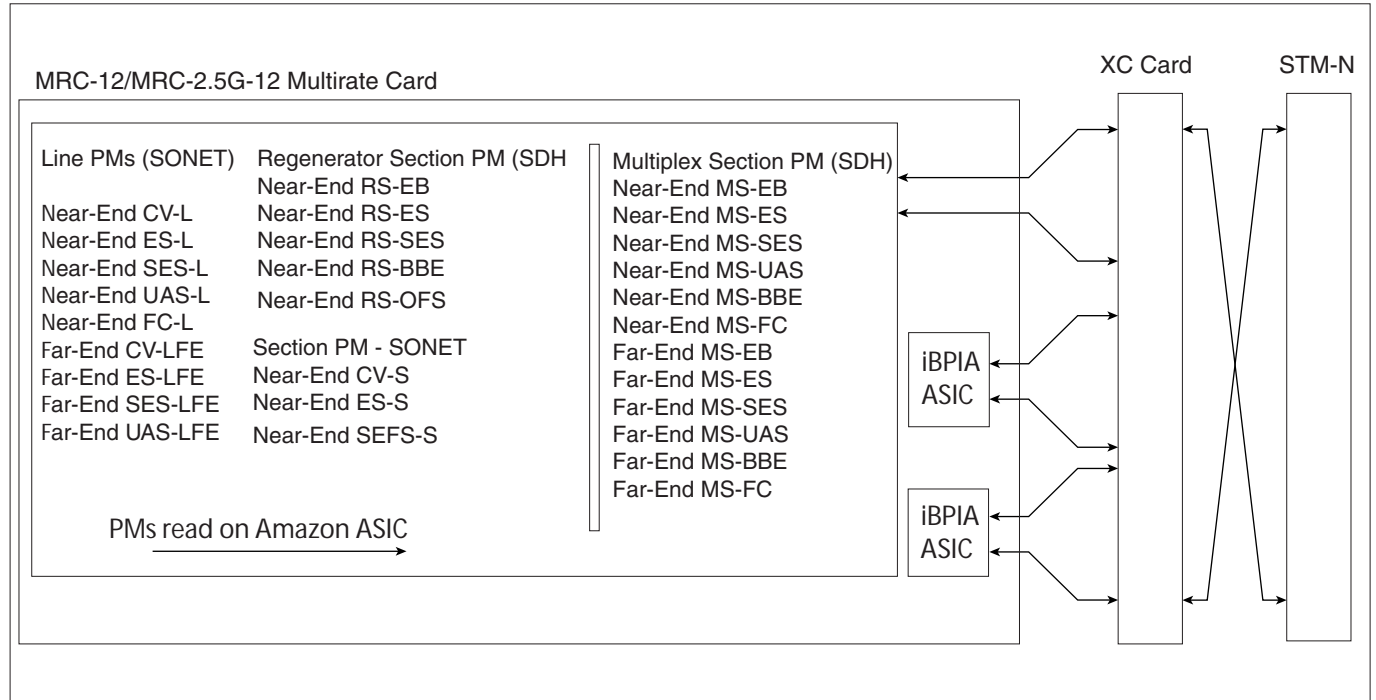 XC Card
STM-N
MRC-12/MRC-2.5G-12 Multirate Card
Line PMs (SONET)
Near-End CV-L
Near-End ES-L
Near-End SES-L
Near-End UAS-L
Near-End FC-L
Far-End CV-LFE
Far-End ES-LFE
Far-End SES-LFE
Far-End UAS-LFE
Regenerator Section PM (SDH
Near-End RS-EB
Near-End RS-ES
Near-End RS-SES
Near-End RS-BBE
Near-End RS-OFS
Section PM - SONET
Near-End CV-S
Near-End ES-S
Near-End SEFS-S
Multiplex Section PM (SDH)
Near-End MS-EB
Near-End MS-ES
Near-End MS-SES
Near-End MS-UAS
Near-End MS-BBE
Near-End MS-FC
Far-End MS-EB
Far-End MS-ES
Far-End MS-SES
Far-End MS-UAS
Far-End MS-BBE
Far-End MS-FC
PMs read on Amazon ASIC
iBPIA
ASIC
iBPIA
ASIC